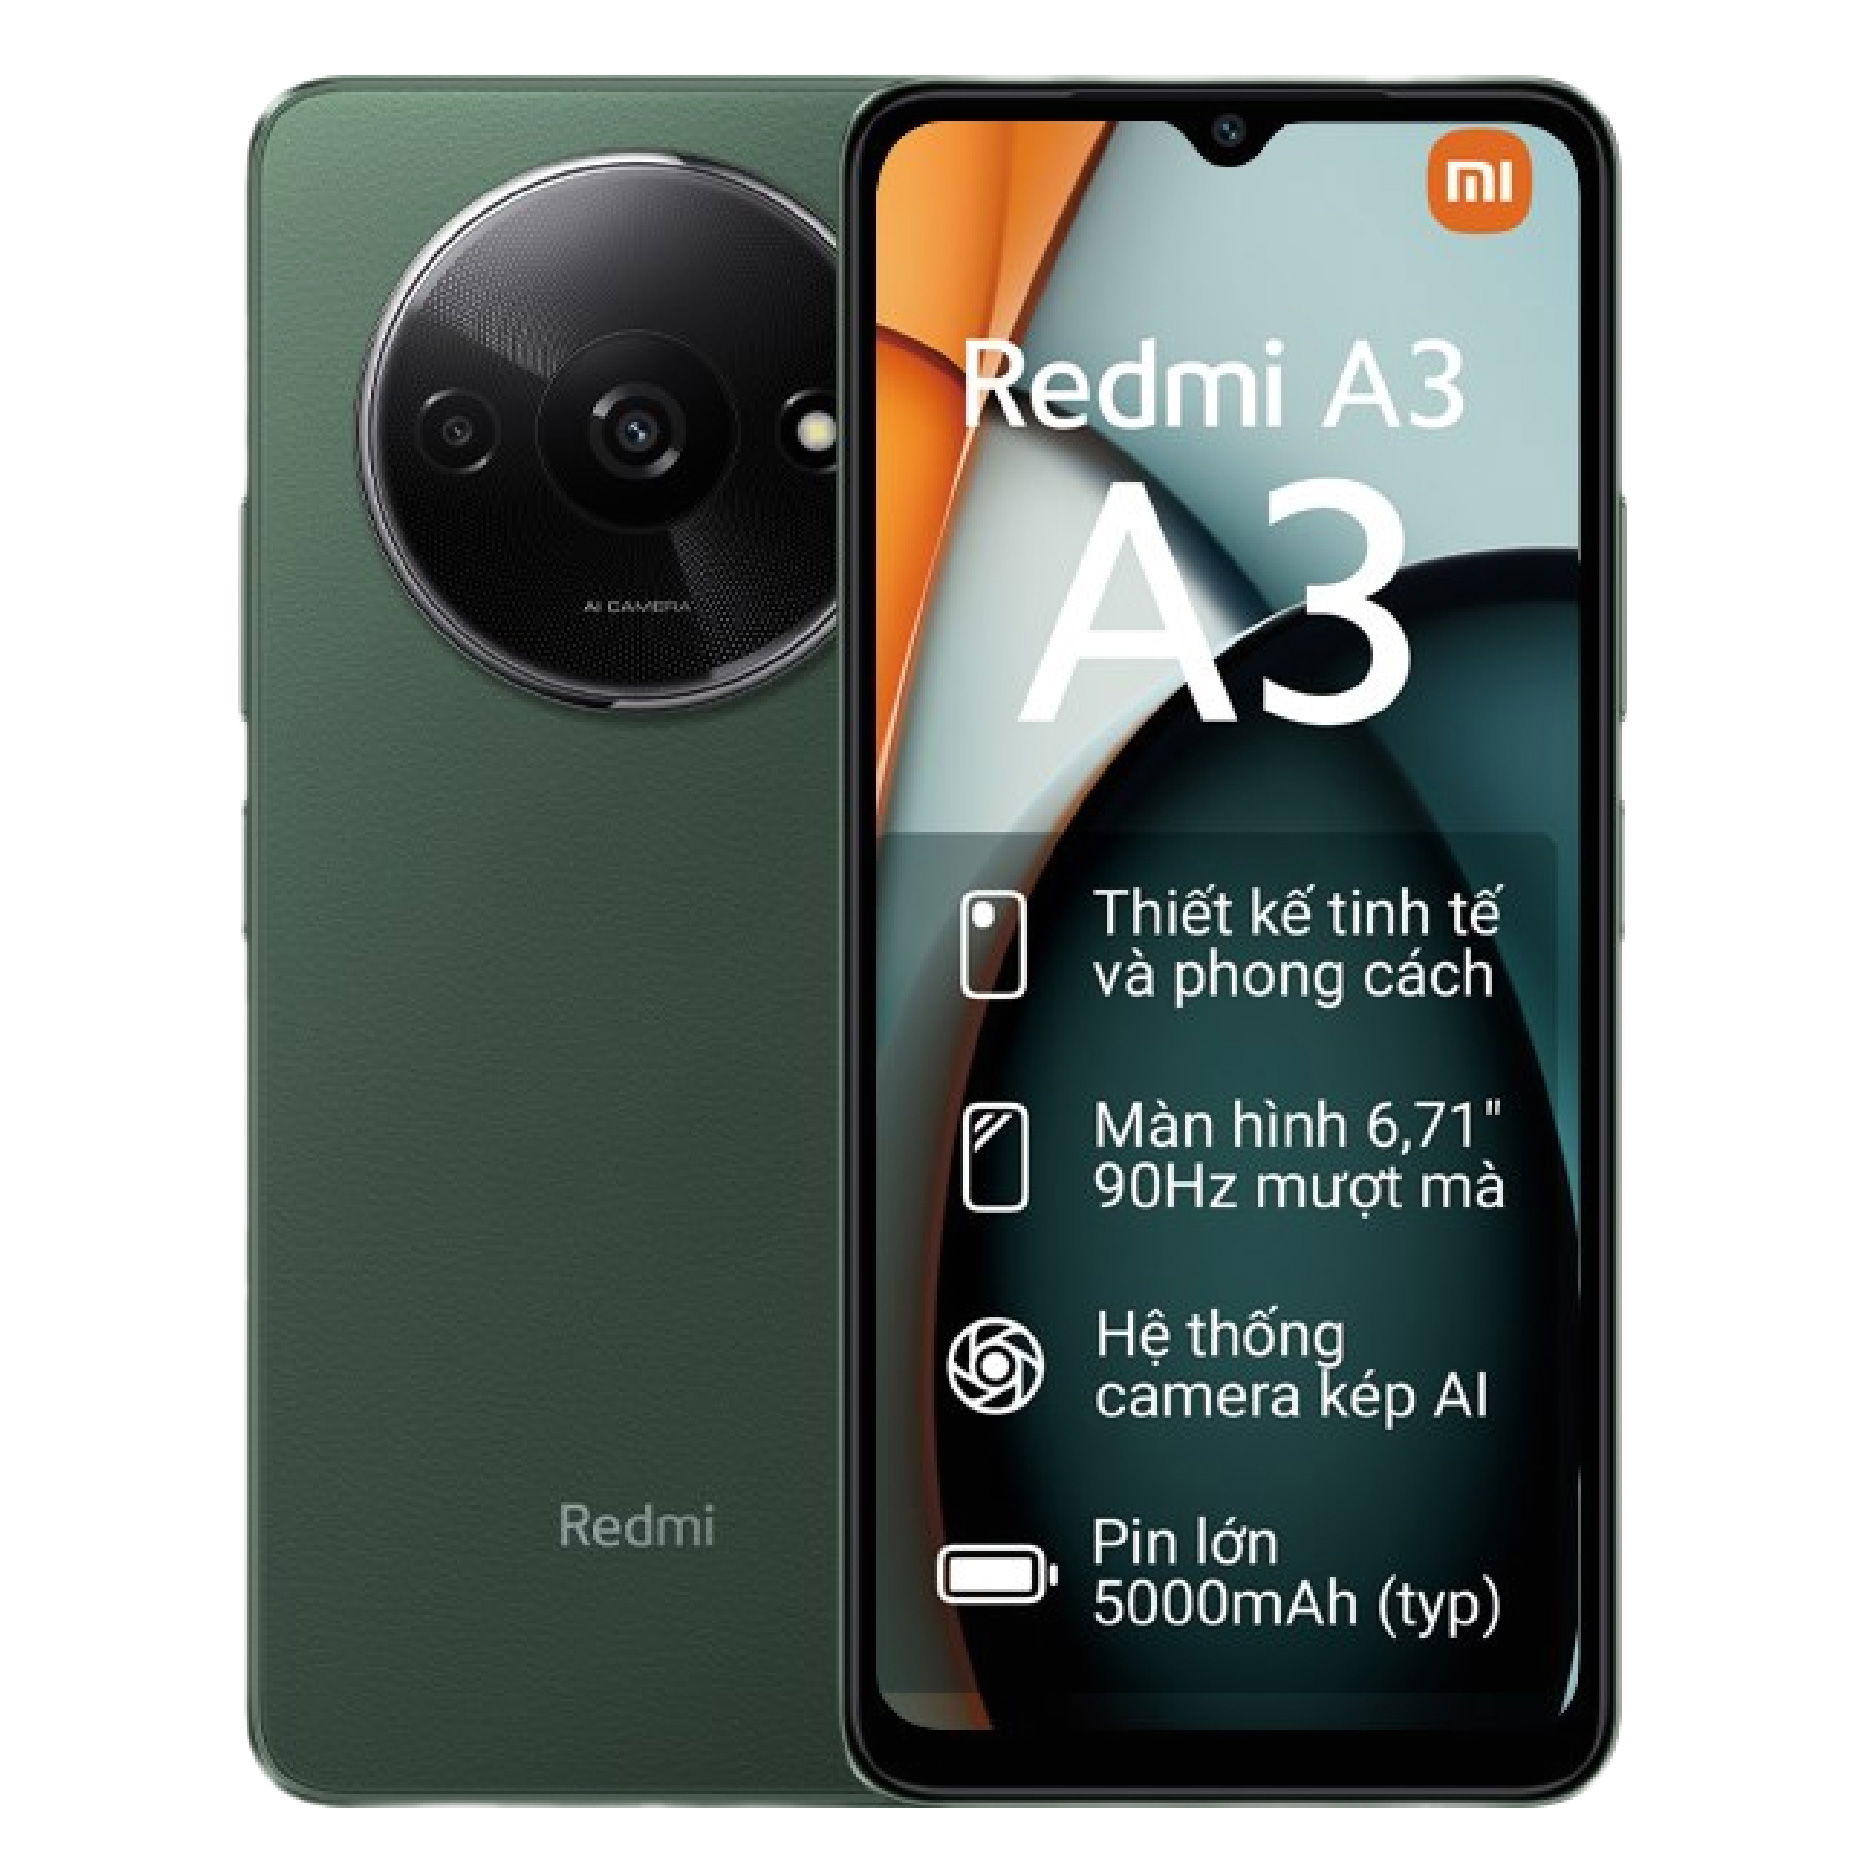 AI CAMERA
Redmi
mi
Redmi A3
A3
Thiết kế tinh tế
và phong cách
Màn hình 6,71"
90Hz mượt mà
Hệ thống
camera kép AI
Pin lớn
5000mAh (typ)